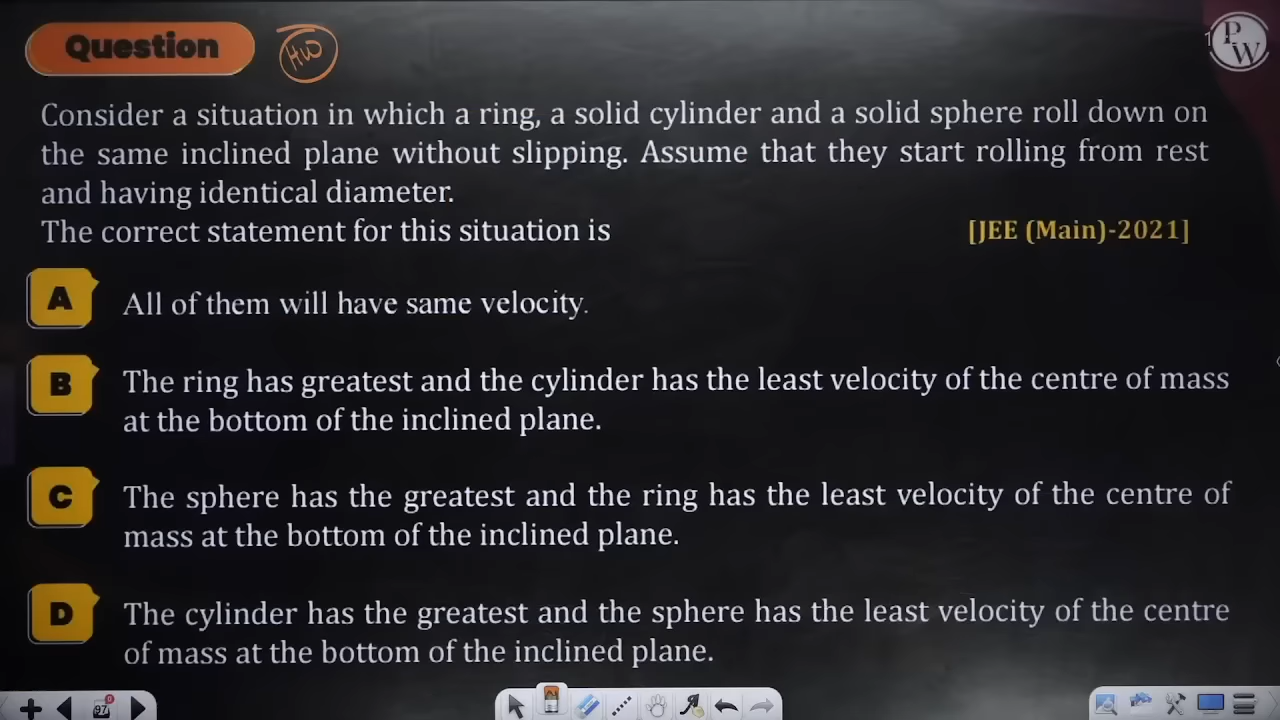 Question
HW
PW
Consider a situation in which a ring, a solid cylinder and a solid sphere roll down on
the same inclined plane without slipping. Assume that they start rolling from rest
and having identical diameter.
The correct statement for this situation is
[JEE (Main)-2021]
A
All of them will have same velocity.
B
The ring has greatest and the cylinder has the least velocity of the centre of mass
at the bottom of the inclined plane.
C
The sphere has the greatest and the ring has the least velocity of the centre of
mass at the bottom of the inclined plane.
D
The cylinder has the greatest and the sphere has the least velocity of the centre
of mass at the bottom of the inclined plane.
97